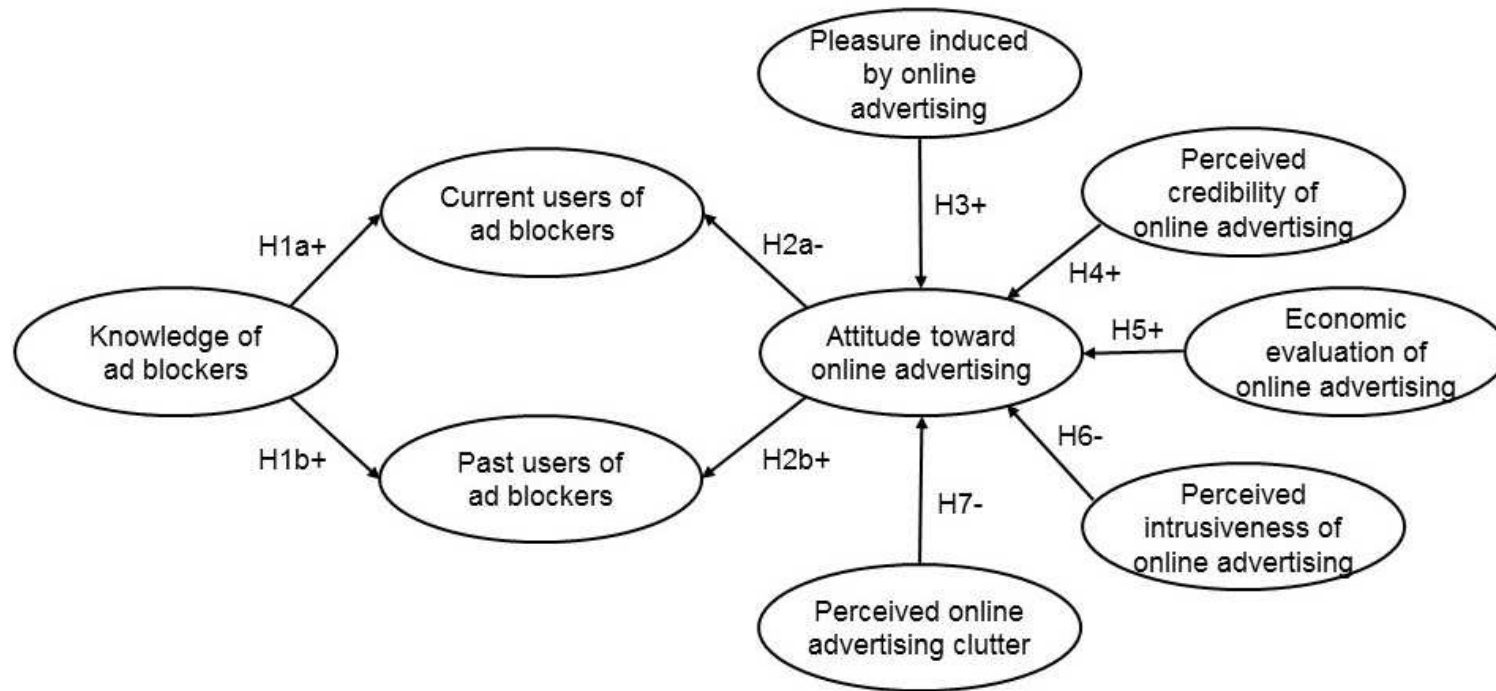 Pleasure induced
by online
advertising
Perceived
credibility of
online advertising
Current users of
ad blockers
H3+
H1a+
H2a-
H4+
Knowledge of
ad blockers
Attitude toward
online advertising
H5+
Economic
evaluation of
online advertising
H1b+
Past users of
ad blockers
H2b+
H6-
H7-
Perceived
intrusiveness of
online advertising
Perceived online
advertising clutter